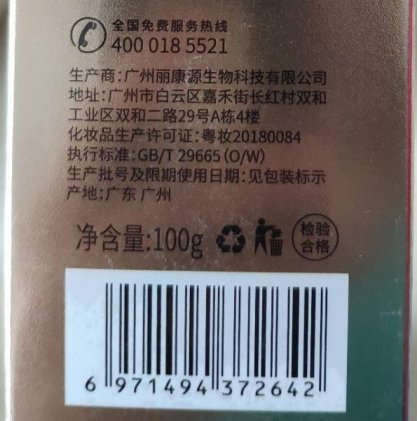 全国免费服务热线
400 018 5521
生产商:广州丽康源生物科技有限公司
地址:广州市白云区嘉禾街长红村双和
工业区双和二路29号A栋4楼
化妆品生产许可证:粤妆20180084
执行标准:GB/T 29665(O/W)
生产批号及限期使用日期:见包装标示
产地:广东 广州
净含量:100g
检验
合格
6 971494 372642